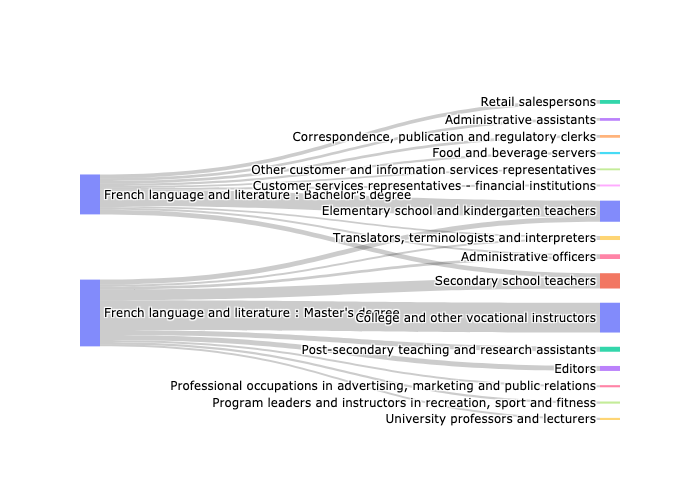 Retail salespersons
Administrative assistants
Correspondence, publication and regulatory clerks
Food and beverage servers
Other customer and information services representatives
Customer services representatives - financial institutions
French language and literature : Bachelor's degree
Elementary school and kindergarten teachers
Translators, terminologists and interpreters
Administrative officers
Secondary school teachers
French language and literature : Master's degree
College and other vocational instructors
Post-secondary teaching and research assistants
Editors
Professional occupations in advertising, marketing and public relations
Program leaders and instructors in recreation, sport and fitness
University professors and lecturers